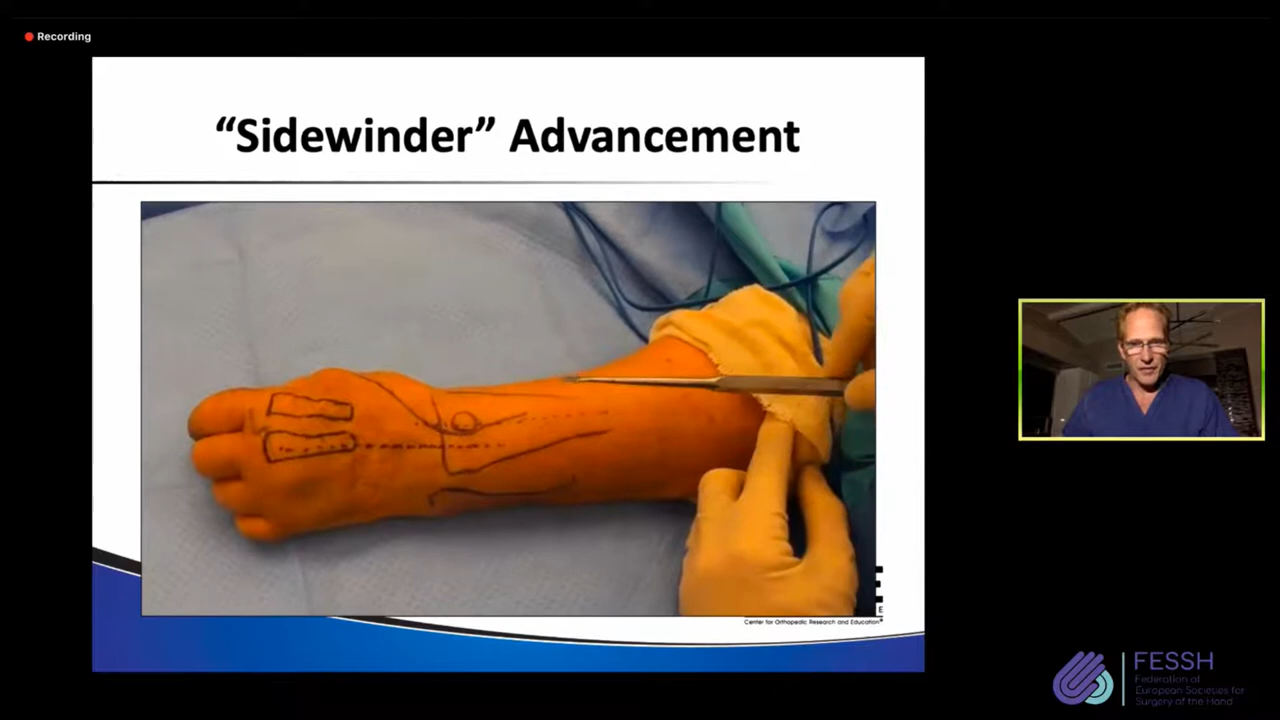 Recording
“Sidewinder” Advancement
E
Center for Orthopedic Research and Education®
FESSH
Federation of
European Societies for
Surgery of the Hand